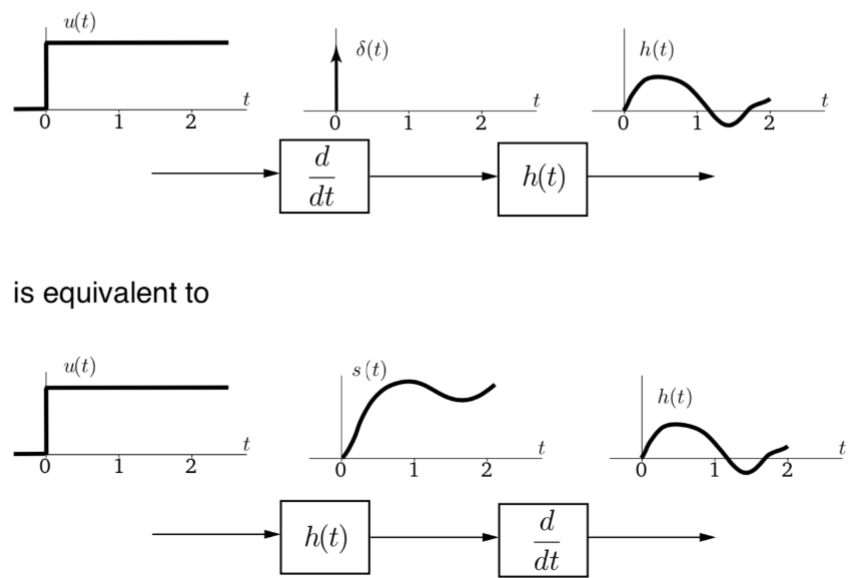 u(t) δ(t) h(t)
t t t
0 1 2 0 1 2 0 1 2
d/dt h(t)
is equivalent to
u(t) s(t) h(t)
t t t
0 1 2 0 1 2 0 1 2
h(t) d/dt